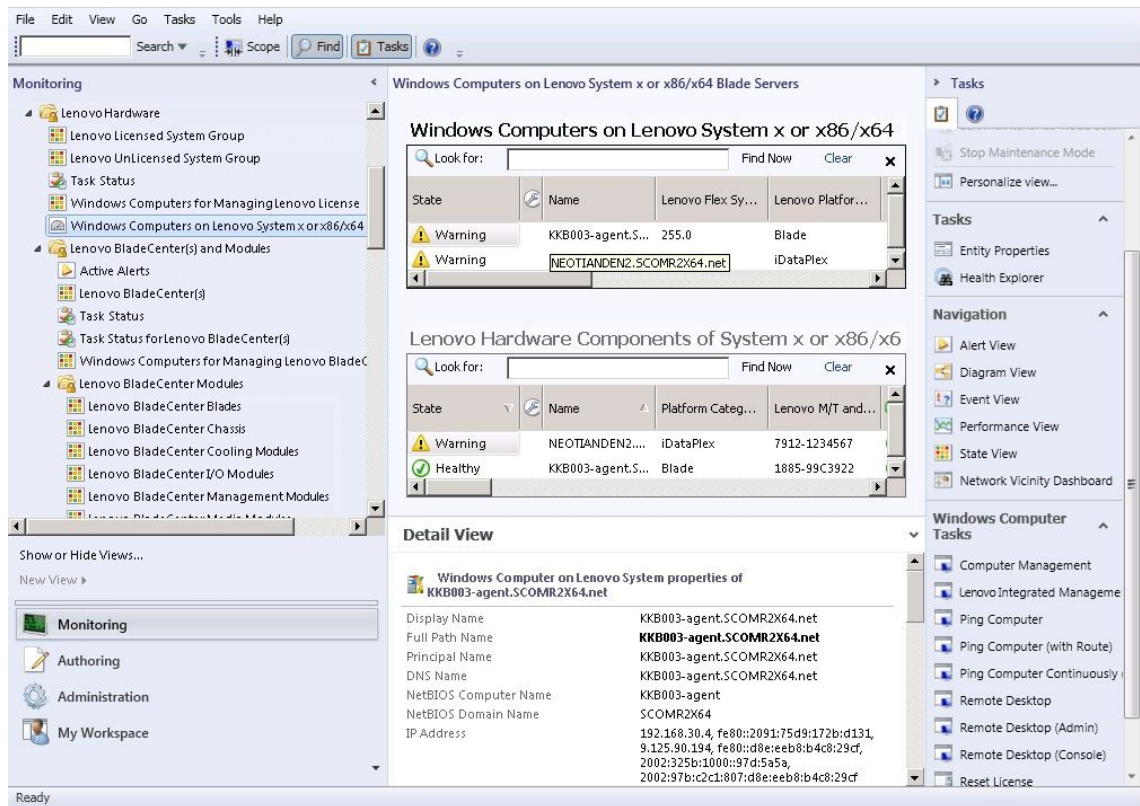 File Edit View Go Tasks Tools Help
Search Scope Find Tasks
Monitoring
Lenovo Hardware
Lenovo Licensed System Group
Lenovo UnLicensed System Group
Task Status
Windows Computers for Managing Lenovo License
Windows Computers on Lenovo System x or x86/x64
Lenovo BladeCenter(s) and Modules
Active Alerts
Lenovo BladeCenter(s)
Task Status
Task Status for Lenovo BladeCenter(s)
Windows Computers for Managing Lenovo BladeC
Lenovo BladeCenter Modules
Lenovo BladeCenter Blades
Lenovo BladeCenter Chassis
Lenovo BladeCenter Cooling Modules
Lenovo BladeCenter I/O Modules
Lenovo BladeCenter Management Modules
Show or Hide Views...
New View
Monitoring
Authoring
Administration
My Workspace
Windows Computers on Lenovo System x or x86/x64 Blade Servers
Windows Computers on Lenovo System x or x86/x64
Look for: Find Now Clear x
State Name Lenovo Flex Sy... Lenovo Platfor...
Warning KKB003-agent.S... 255.0 Blade
Warning NEOTIANDEN2.SCOMR2X64.net iDataPlex
Lenovo Hardware Components of System x or x86/x6
Look for: Find Now Clear x
State Name Platform Categ... Lenovo M/T and...
Warning NEOTIANDEN2.... iDataPlex 7912-1234567
Healthy KKB003-agent.S... Blade 1885-99C3922
Detail View
Windows Computer on Lenovo System properties of
KKB003-agent.SCOMR2X64.net
Display Name KKB003-agent.SCOMR2X64.net
Full Path Name KKB003-agent.SCOMR2X64.net
Principal Name KKB003-agent.SCOMR2X64.net
DNS Name KKB003-agent.SCOMR2X64.net
NetBIOS Computer Name KKB003-agent
NetBIOS Domain Name SCOMR2X64
IP Address 192.168.30.4, fe80::2091:75d9:172b:d131,
9.125.90.194, fe80::d8e:eeb8:b4c8:29cf,
2002:325b:1000::97d:5a5a,
2002:97b:c2c1:807:d8e:eeb8:b4c8:29cf
Tasks
Stop Maintenance Mode
Personalize view...
Tasks
Entity Properties
Health Explorer
Navigation
Alert View
Diagram View
Event View
Performance View
State View
Network Vicinity Dashboard
Windows Computer
Tasks
Computer Management
Lenovo Integrated Manageme
Ping Computer
Ping Computer (with Route)
Ping Computer Continuously
Remote Desktop
Remote Desktop (Admin)
Remote Desktop (Console)
Reset License
Ready